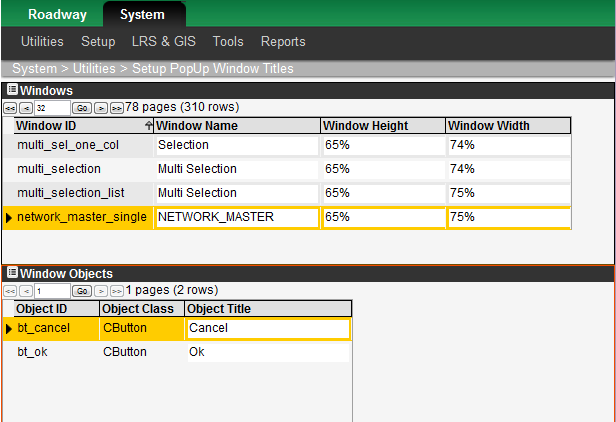 Roadway System
Utilities Setup LRS & GIS Tools Reports
System > Utilities > Setup PopUp Window Titles
Windows
<< < 32 Go > >> 78 pages (310 rows)
Window ID Window Name Window Height Window Width
multi_sel_one_col Selection 65% 74%
multi_selection Multi Selection 65% 74%
multi_selection_list Multi Selection 65% 75%
network_master_single NETWORK_MASTER 65% 75%
Window Objects
<< < 1 Go > >> 1 pages (2 rows)
Object ID Object Class Object Title
bt_cancel CButton Cancel
bt_ok CButton Ok